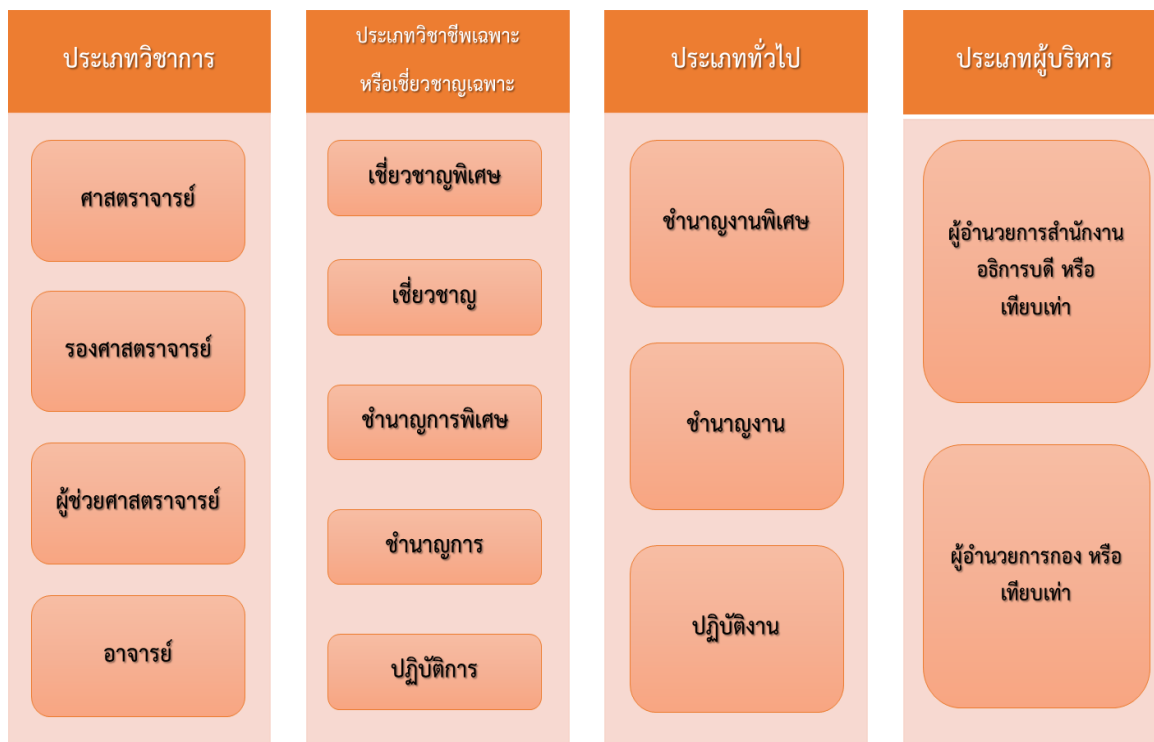 ประเภทวิชาการ
ศาสตราจารย์
รองศาสตราจารย์
ผู้ช่วยศาสตราจารย์
อาจารย์
ประเภทวิชาชีพเฉพาะ
หรือเชี่ยวชาญเฉพาะ
เชี่ยวชาญพิเศษ
เชี่ยวชาญ
ชำนาญการพิเศษ
ชำนาญการ
ปฏิบัติการ
ประเภททั่วไป
ชำนาญงานพิเศษ
ชำนาญงาน
ปฏิบัติงาน
ประเภทผู้บริหาร
ผู้อำนวยการสำนักงาน
อธิการบดี หรือ
เทียบเท่า
ผู้อำนวยการกอง หรือ
เทียบเท่า